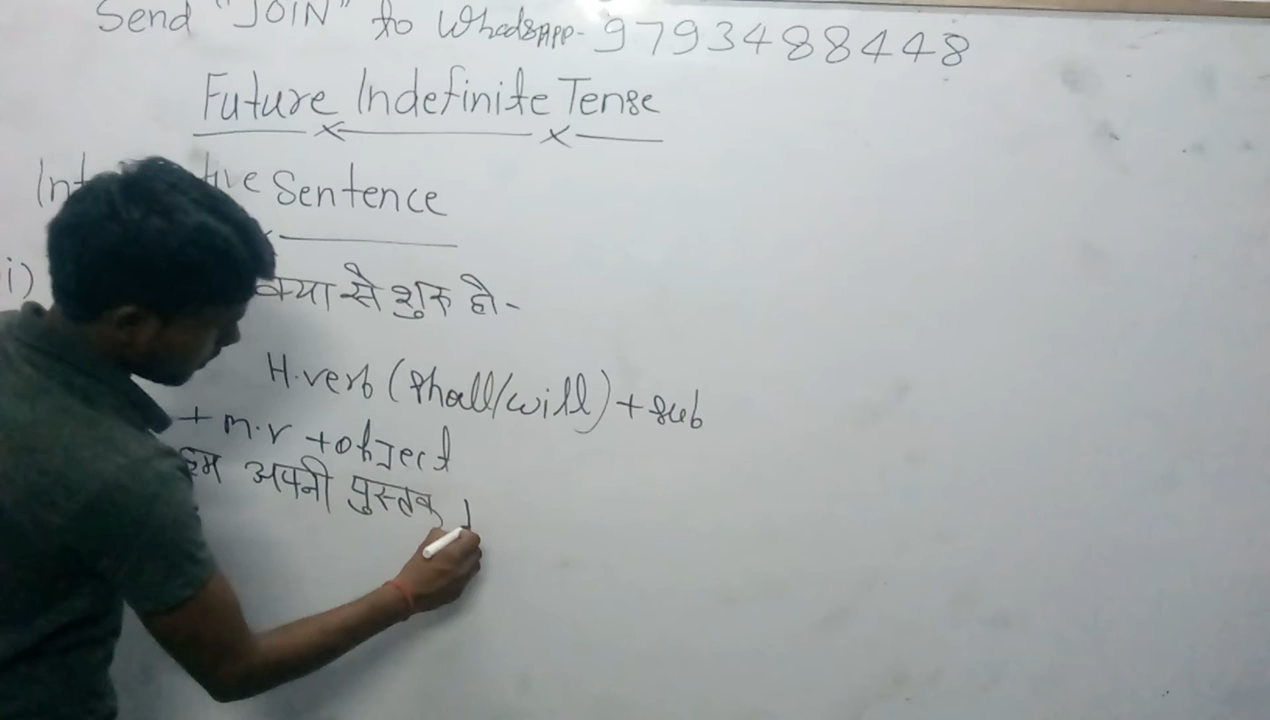 Send "JOIN" to WhatsApp- 9793488448
Future Indefinite Tense
Sentence
i) क्या से शुरु हो-
H.verb (Shall/will) + sub
+ m.v + object
हम अपनी पुस्तक